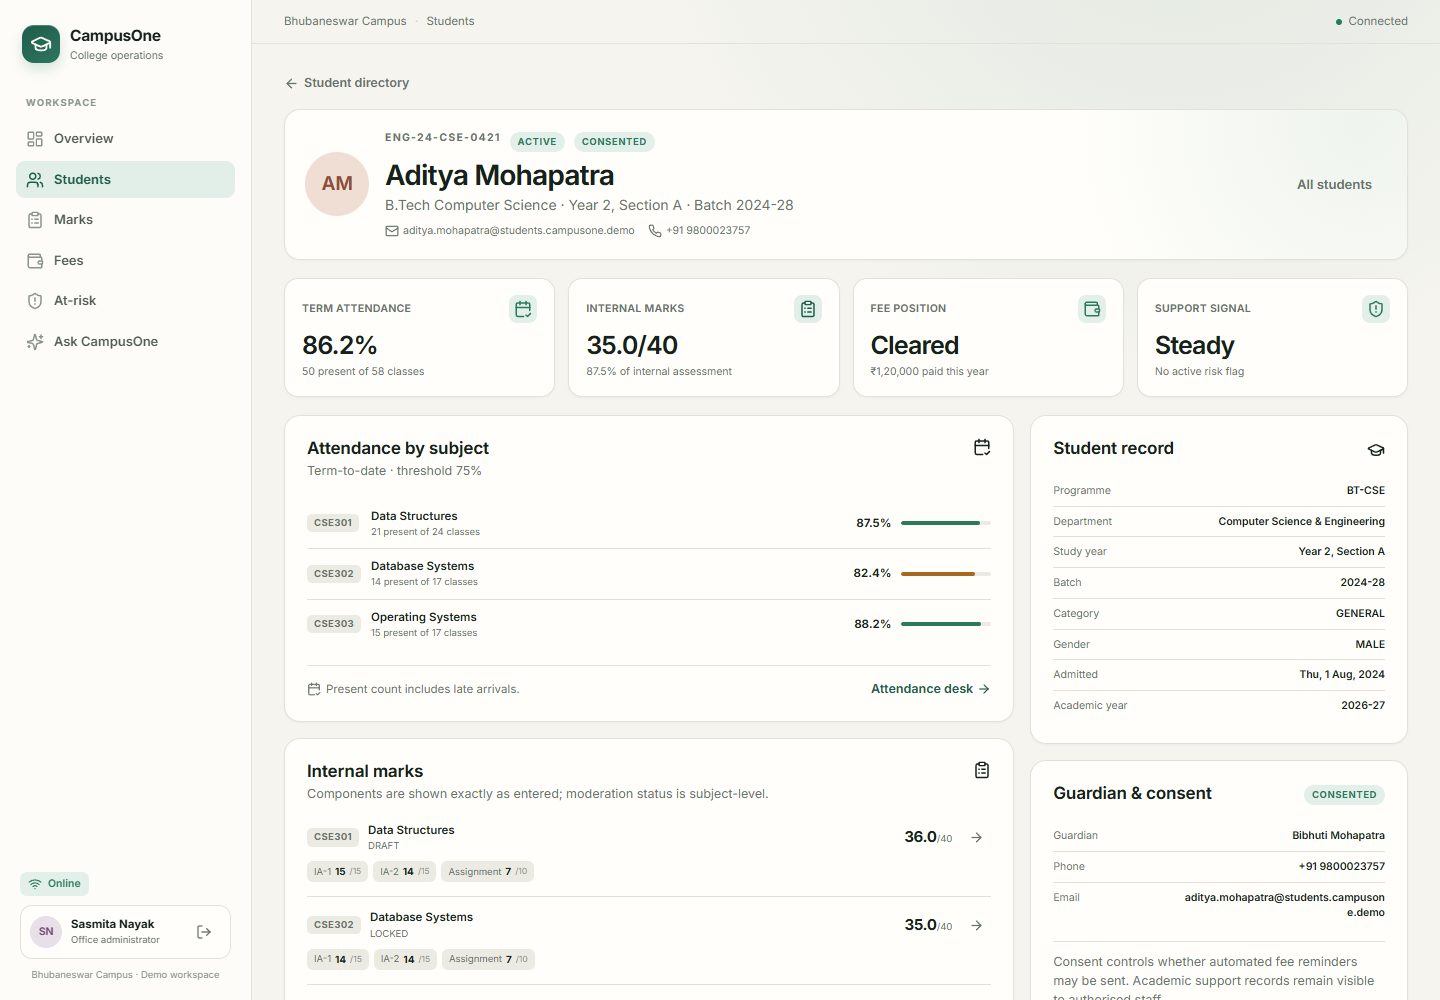 CampusOne
College operations
WORKSPACE
Overview
Students
Marks
Fees
At-risk
Ask CampusOne
Online
SN
Sasmita Nayak
Office administrator
Bhubaneswar Campus · Demo workspace
Bhubaneswar Campus · Students
Connected
Student directory
AM
ENG-24-CSE-0421 ACTIVE CONSENTED
Aditya Mohapatra
B.Tech Computer Science · Year 2, Section A · Batch 2024-28
aditya.mohapatra@students.campusone.demo +91 9800023757
All students
TERM ATTENDANCE
86.2%
50 present of 58 classes
INTERNAL MARKS
35.0/40
87.5% of internal assessment
FEE POSITION
Cleared
₹1,20,000 paid this year
SUPPORT SIGNAL
Steady
No active risk flag
Attendance by subject
Term-to-date · threshold 75%
CSE301 Data Structures 87.5%
21 present of 24 classes
CSE302 Database Systems 82.4%
14 present of 17 classes
CSE303 Operating Systems 88.2%
15 present of 17 classes
Present count includes late arrivals. Attendance desk
Internal marks
Components are shown exactly as entered; moderation status is subject-level.
CSE301 Data Structures 36.0/40
DRAFT
IA-1 15 /15 IA-2 14 /15 Assignment 7 /10
CSE302 Database Systems 35.0/40
LOCKED
IA-1 14 /15 IA-2 14 /15 Assignment 7 /10
Student record
Programme BT-CSE
Department Computer Science & Engineering
Study year Year 2, Section A
Batch 2024-28
Category GENERAL
Gender MALE
Admitted Thu, 1 Aug, 2024
Academic year 2026-27
Guardian & consent CONSENTED
Guardian Bibhuti Mohapatra
Phone +91 9800023757
Email aditya.mohapatra@students.campuson
e.demo
Consent controls whether automated fee reminders
may be sent. Academic support records remain visible
to authorised staff.